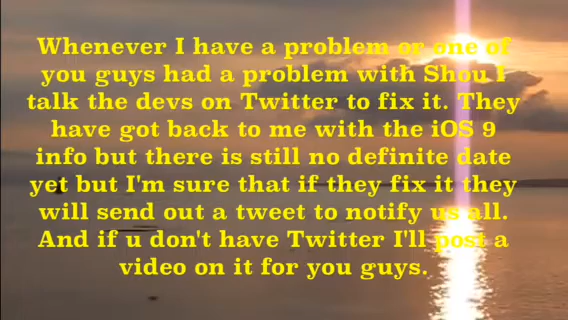 Whenever I have a problem or one of
you guys had a problem with Shou I
talk the devs on Twitter to fix it. They
have got back to me with the iOS 9
info but there is still no definite date
yet but I'm sure that if they fix it they
will send out a tweet to notify us all.
And if u don't have Twitter I'll post a
video on it for you guys.